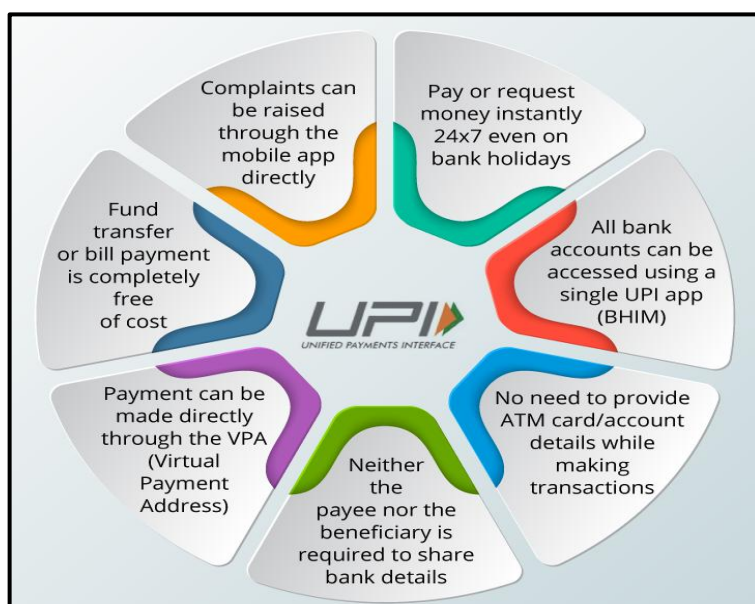 Complaints can
be raised
through the
mobile app
directly
Pay or request
money instantly
24x7 even on
bank holidays
All bank
accounts can be
accessed using a
single UPI app
(BHIM)
No need to provide
ATM card/account
details while
making
transactions
Neither
the
payee nor the
beneficiary is
required to share
bank details
Payment can be
made directly
through the VPA
(Virtual
Payment
Address)
Fund
transfer
or bill payment
is completely
free
of cost
UPI
UNIFIED PAYMENTS INTERFACE